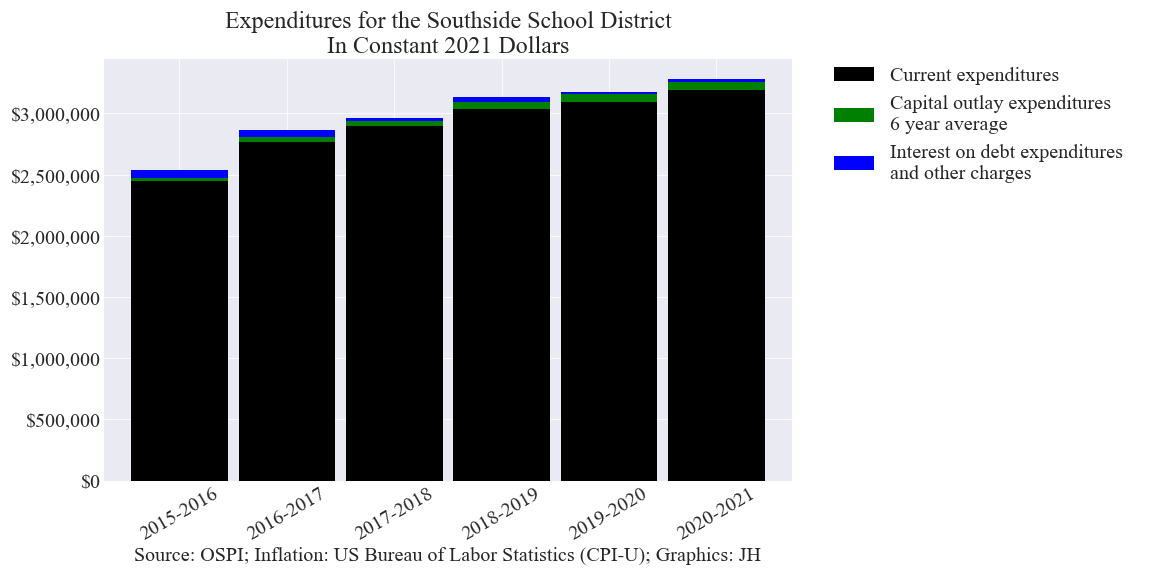 Expenditures for the Southside School District
In Constant 2021 Dollars
Current expenditures
Capital outlay expenditures
6 year average
Interest on debt expenditures
and other charges
$3,000,000
$2,500,000
$2,000,000
$1,500,000
$1,000,000
$500,000
$0
2015-2016
2016-2017
2017-2018
2018-2019
2019-2020
2020-2021
Source: OSPI; Inflation: US Bureau of Labor Statistics (CPI-U); Graphics: JH